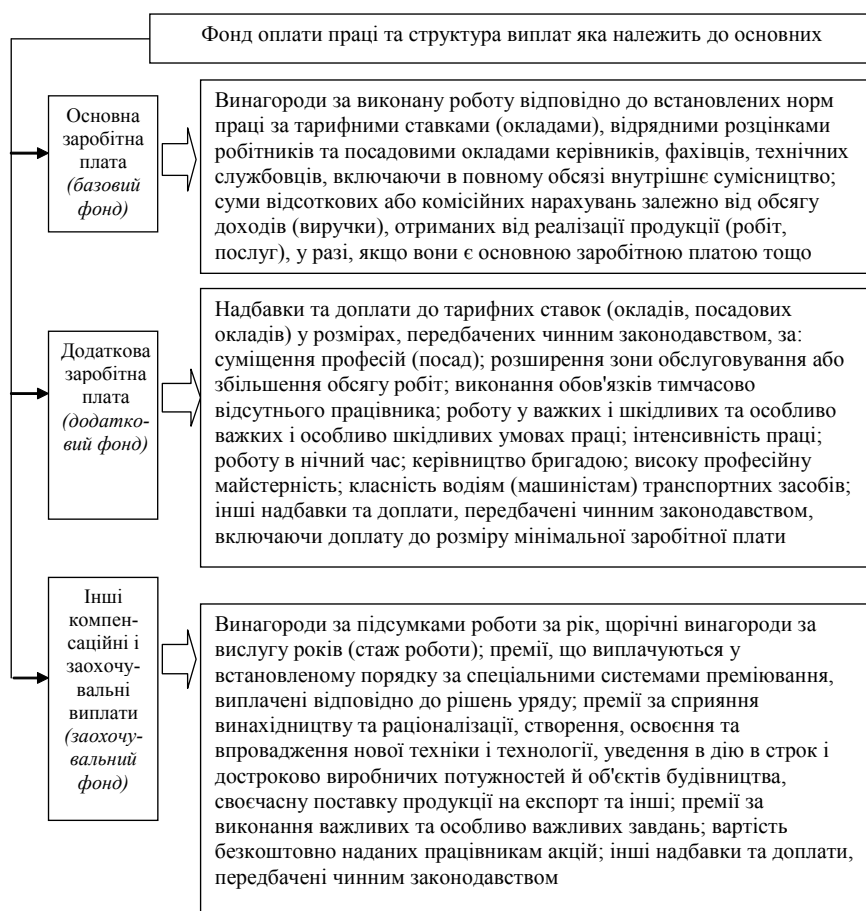 Фонд оплати праці та структура виплат яка належить до основних
Основна
заробітна
плата
(базовий
фонд)
Винагороди за виконану роботу відповідно до встановлених норм
праці за тарифними ставками (окладами), відрядними розцінками
робітників та посадовими окладами керівників, фахівців, технічних
службовців, включаючи в повному обсязі внутрішнє сумісництво;
суми відсоткових або комісійних нарахувань залежно від обсягу
доходів (виручки), отриманих від реалізації продукції (робіт,
послуг), у разі, якщо вони є основною заробітною платою тощо
Додаткова
заробітна
плата
(додатко-
вий фонд)
Надбавки та доплати до тарифних ставок (окладів, посадових
окладів) у розмірах, передбачених чинним законодавством, за:
суміщення професій (посад); розширення зони обслуговування або
збільшення обсягу робіт; виконання обов'язків тимчасово
відсутнього працівника; роботу у важких і шкідливих та особливо
важких і особливо шкідливих умовах праці; інтенсивність праці;
роботу в нічний час; керівництво бригадою; високу професійну
майстерність; класність водіям (машиністам) транспортних засобів;
інші надбавки та доплати, передбачені чинним законодавством,
включаючи доплату до розміру мінімальної заробітної плати
Інші
компен-
саційні і
заохочу-
вальні
виплати
(заохочу-
вальний
фонд)
Винагороди за підсумками роботи за рік, щорічні винагороди за
вислугу років (стаж роботи); премії, що виплачуються у
встановленому порядку за спеціальними системами преміювання,
виплачені відповідно до рішень уряду; премії за сприяння
винахідництву та раціоналізації, створення, освоєння та
впровадження нової техніки і технології, уведення в дію в строк і
достроково виробничих потужностей й об'єктів будівництва,
своєчасну поставку продукції на експорт та інші; премії за
виконання важливих та особливо важливих завдань; вартість
безкоштовно наданих працівникам акцій; інші надбавки та доплати,
передбачені чинним законодавством